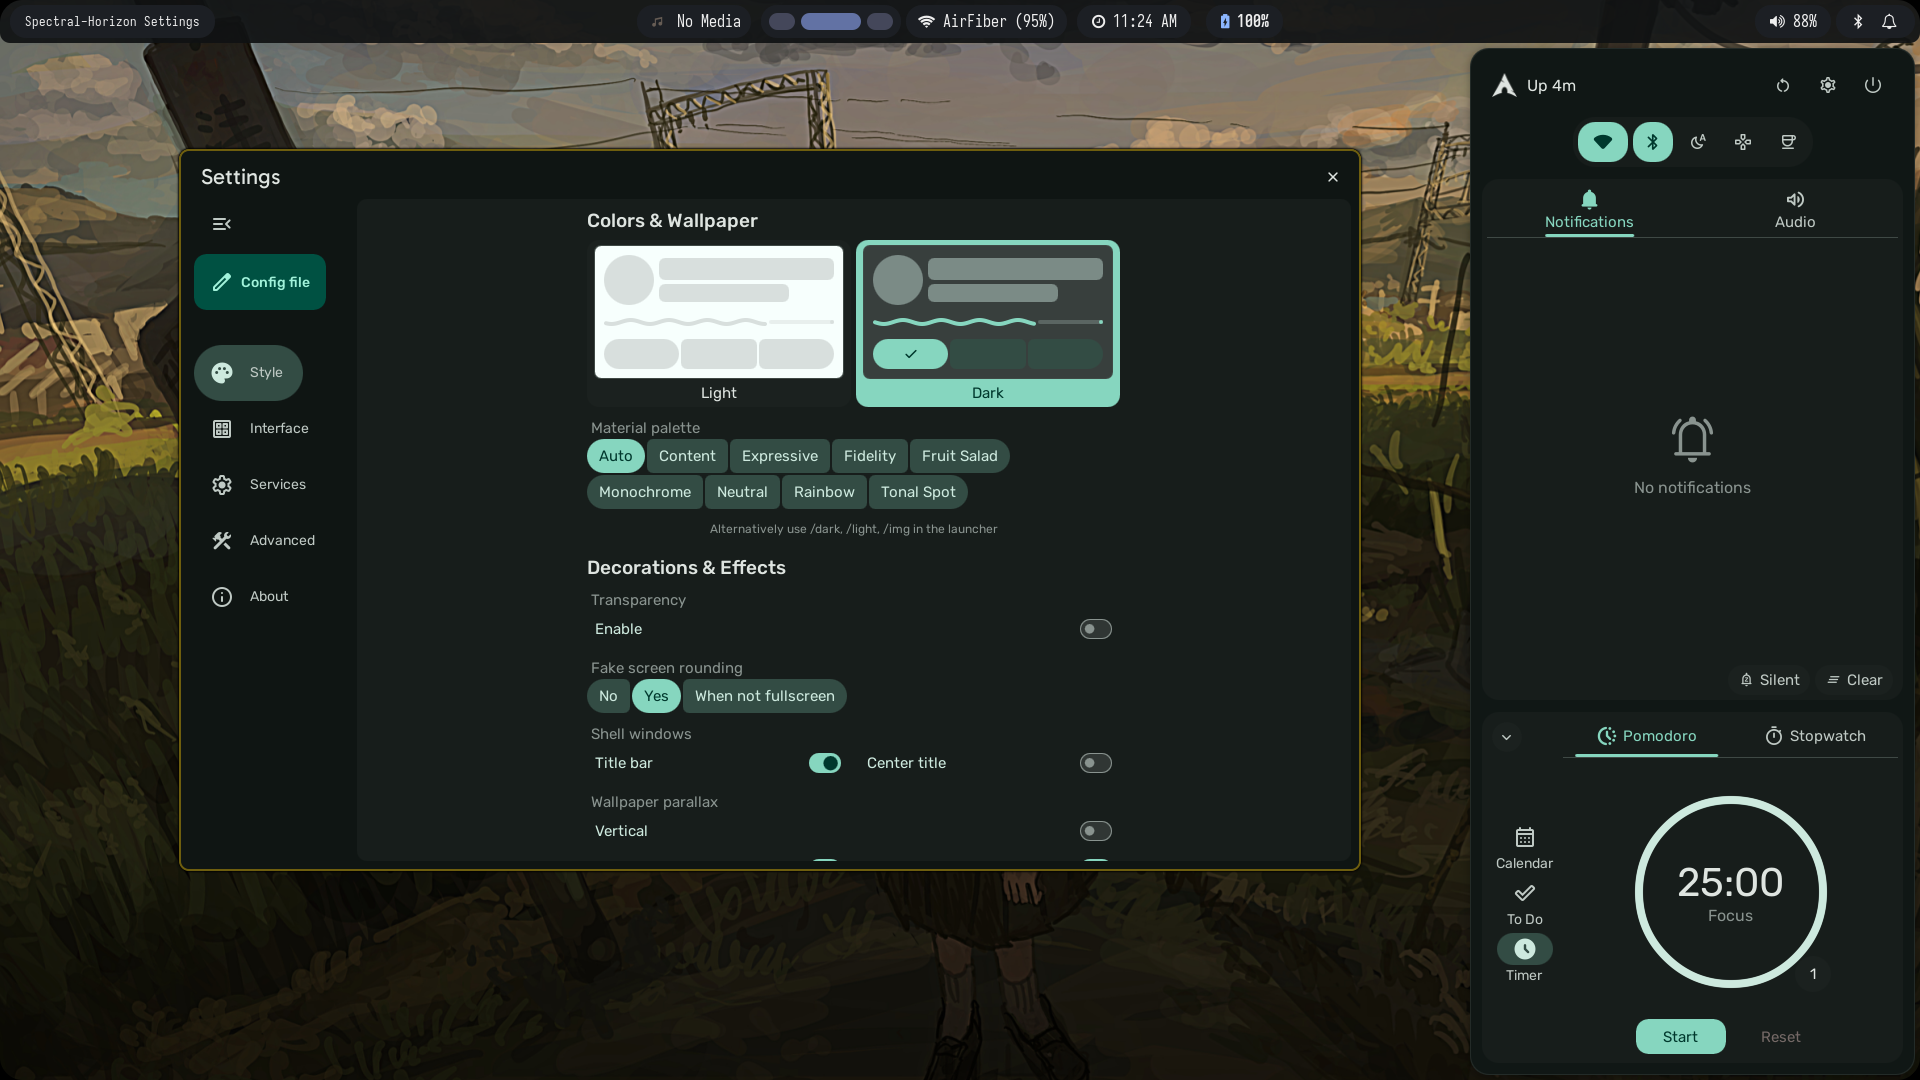 Spectral-Horizon Settings
No Media
AirFiber (95%)
11:24 AM
100%
88%
Settings
Config file
Style
Interface
Services
Advanced
About
Colors & Wallpaper
Light
Dark
Material palette
Auto Content Expressive Fidelity Fruit Salad
Monochrome Neutral Rainbow Tonal Spot
Alternatively use /dark, /light, /img in the launcher
Decorations & Effects
Transparency
Enable
Fake screen rounding
No Yes When not fullscreen
Shell windows
Title bar Center title
Wallpaper parallax
Vertical
Up 4m
Notifications Audio
No notifications
Silent Clear
Pomodoro Stopwatch
Calendar
To Do
Timer
25:00
Focus
1
Start Reset